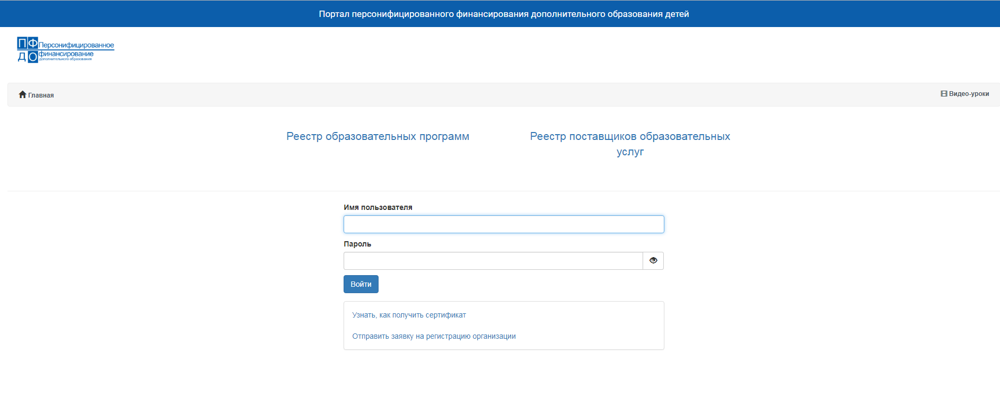 Портал персонифицированного финансирования дополнительного образования детей
ПФ Персонифицированное
ДО финансирование
дополнительного образования
Главная
Видео-уроки
Реестр образовательных программ
Реестр поставщиков образовательных
услуг
Имя пользователя
Пароль
Войти
Узнать, как получить сертификат
Отправить заявку на регистрацию организации